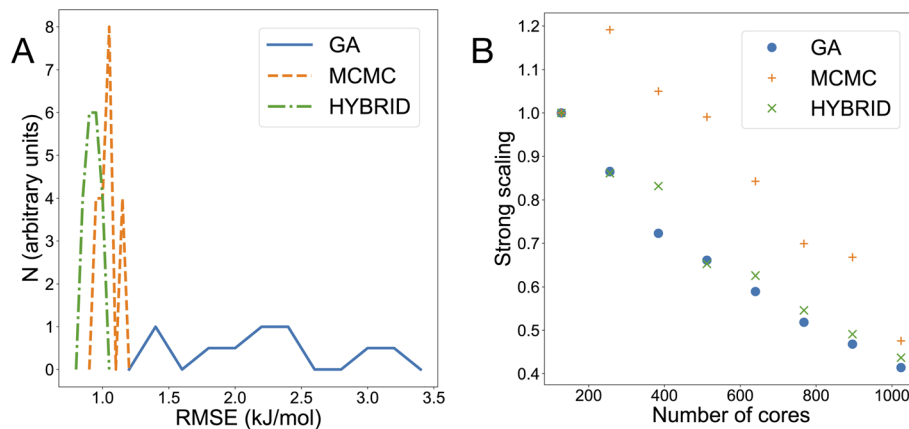 A
8
7
6
5
4
3
2
1
0
N (arbitrary units)
GA
MCMC
HYBRID
1.0 1.5 2.0 2.5 3.0 3.5
RMSE (kJ/mol)
B
1.2
1.1
1.0
0.9
0.8
0.7
0.6
0.5
0.4
Strong scaling
GA
MCMC
HYBRID
200 400 600 800 1000
Number of cores